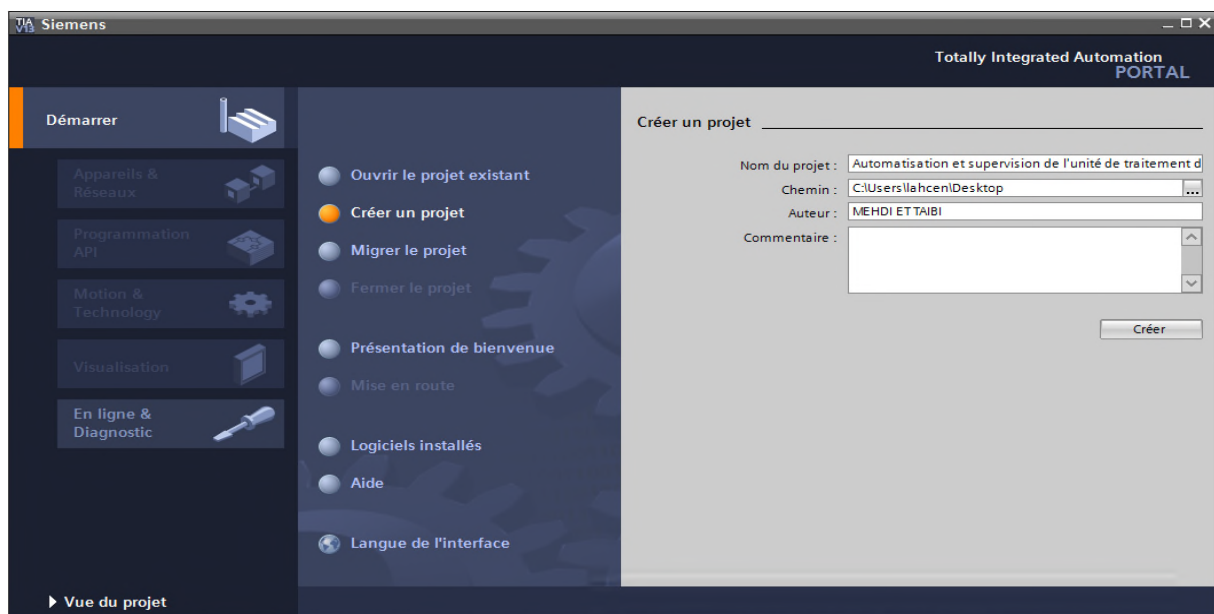 TIA
V13
Siemens
Totally Integrated Automation
PORTAL
Démarrer
Appareils &
Réseaux
Programmation
API
Motion &
Technology
Visualisation
En ligne &
Diagnostic
Vue du projet
Ouvrir le projet existant
Créer un projet
Migrer le projet
Fermer le projet
Présentation de bienvenue
Mise en route
Logiciels installés
Aide
Langue de l'interface
Créer un projet
Nom du projet : Automatisation et supervision de l'unité de traitement d
Chemin : C:\Users\lahcen\Desktop ...
Auteur : MEHDI ET TAIBI
Commentaire :
Créer